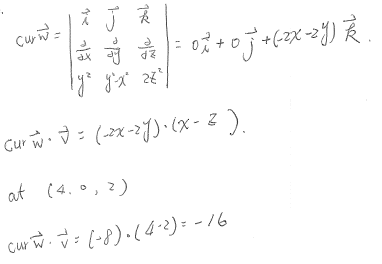 curl w⃗ = | i⃗ j⃗ k⃗ |
| ∂/∂x ∂/∂y ∂/∂z | = 0i⃗ + 0j⃗ + (-2x-2y) k⃗.
| y² y²-x² 2z² |
curl w⃗ · v⃗ = (-2x-2y)·(x-z).
at (4, 0, 2)
curl w⃗ · v⃗ = (-8)·(4-2) = -16